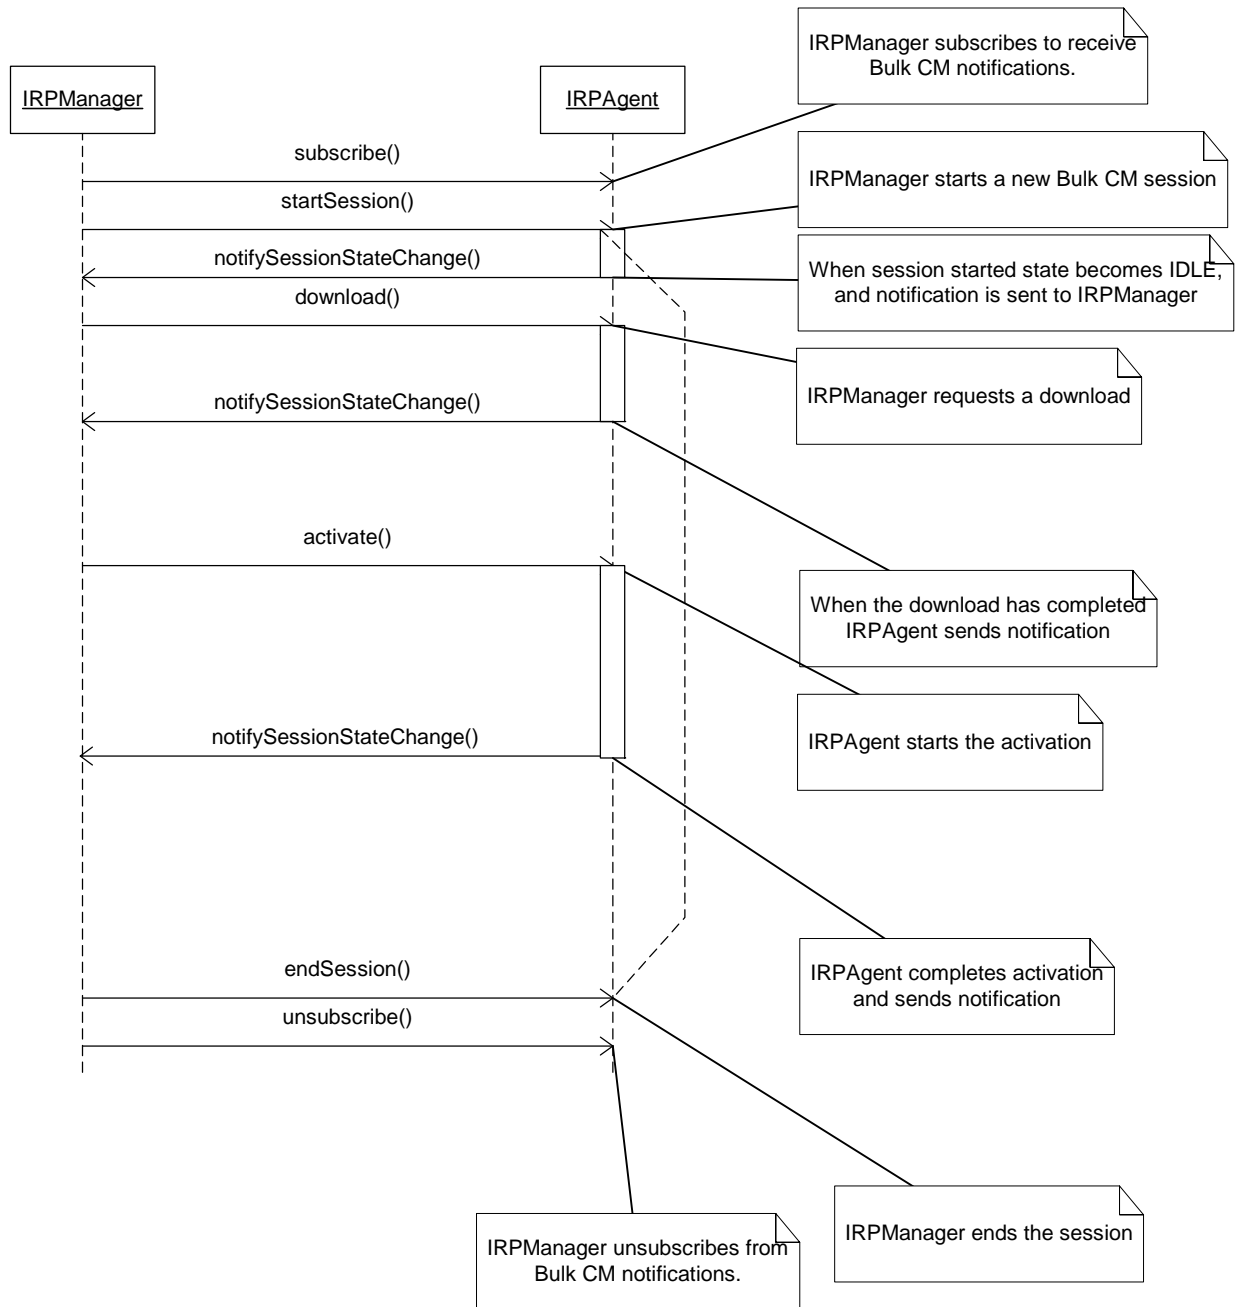 IRPManager subscribes to receive
Bulk CM notifications.
IRPManager
IRPAgent
subscribe()
IRPManager starts a new Bulk CM session
startSession()
notifySessionStateChange()
When session started state becomes IDLE,
and notification is sent to IRPManager
download()
IRPManager requests a download
notifySessionStateChange()
activate()
When the download has completed
IRPAgent sends notification
notifySessionStateChange()
IRPAgent starts the activation
endSession()
IRPAgent completes activation
and sends notification
unsubscribe()
IRPManager ends the session
IRPManager unsubscribes from
Bulk CM notifications.